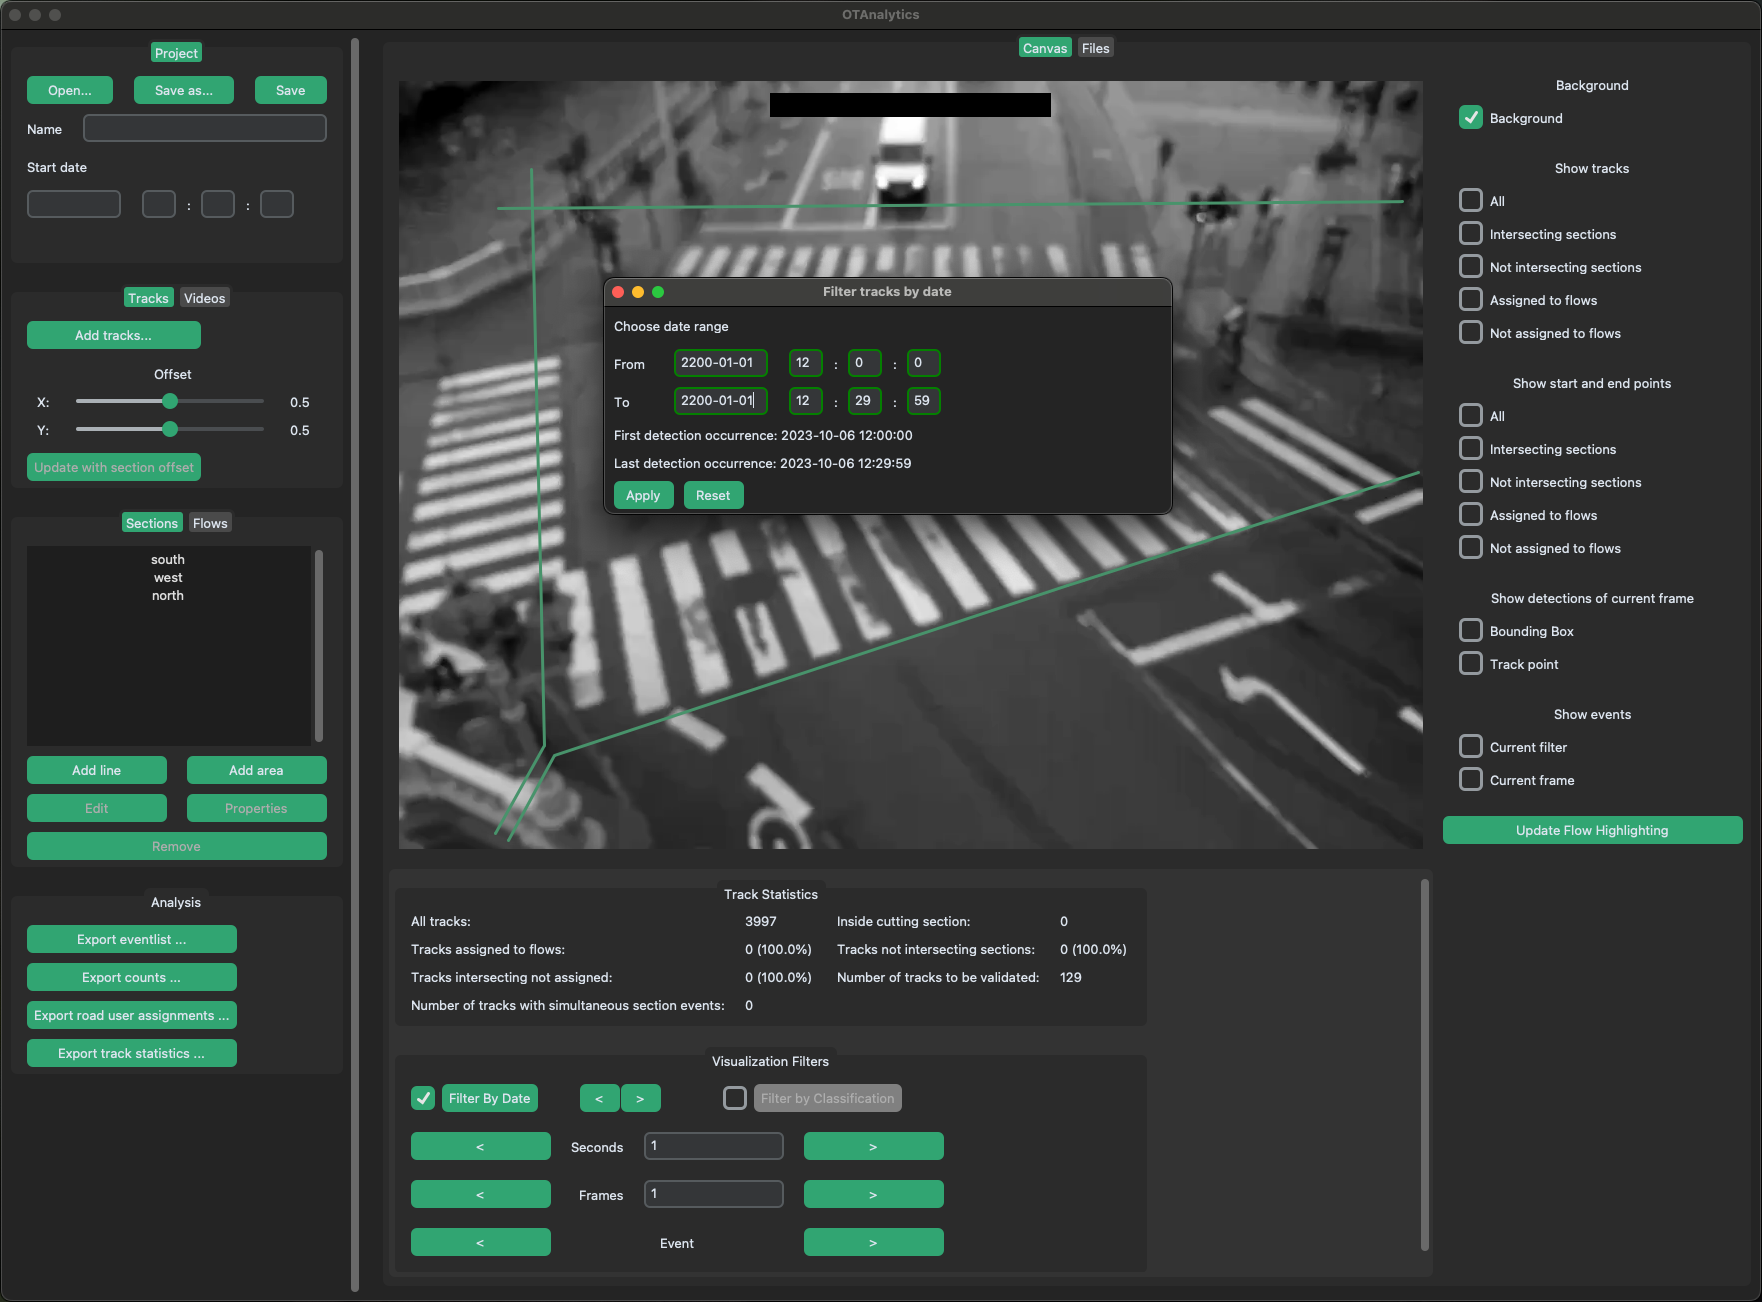 OTAnalytics
Project
Open...
Save as...
Save
Name
Start date
:
:
Tracks
Videos
Add tracks...
Offset
X:
0.5
Y:
0.5
Update with section offset
Sections
Flows
south
west
north
Add line
Add area
Edit
Properties
Remove
Analysis
Export eventlist ...
Export counts ...
Export road user assignments ...
Export track statistics ...
Canvas
Files
Filter tracks by date
Choose date range
From 2200-01-01 12 : 0 : 0
To 2200-01-01 12 : 29 : 59
First detection occurrence: 2023-10-06 12:00:00
Last detection occurrence: 2023-10-06 12:29:59
Apply
Reset
Track Statistics
All tracks: 3997 Inside cutting section: 0
Tracks assigned to flows: 0 (100.0%) Tracks not intersecting sections: 0 (100.0%)
Tracks intersecting not assigned: 0 (100.0%) Number of tracks to be validated: 129
Number of tracks with simultaneous section events: 0
Visualization Filters
Filter By Date < > Filter by Classification
< Seconds 1 >
< Frames 1 >
< Event >
Background
Background
Show tracks
All
Intersecting sections
Not intersecting sections
Assigned to flows
Not assigned to flows
Show start and end points
All
Intersecting sections
Not intersecting sections
Assigned to flows
Not assigned to flows
Show detections of current frame
Bounding Box
Track point
Show events
Current filter
Current frame
Update Flow Highlighting